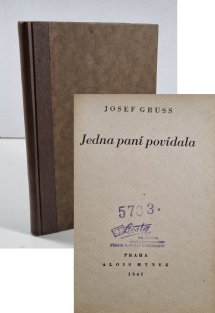 JOSEF GRUSS
Jedna paní povídala
5703.
PRAHA
ALOIS HYNEK
1945